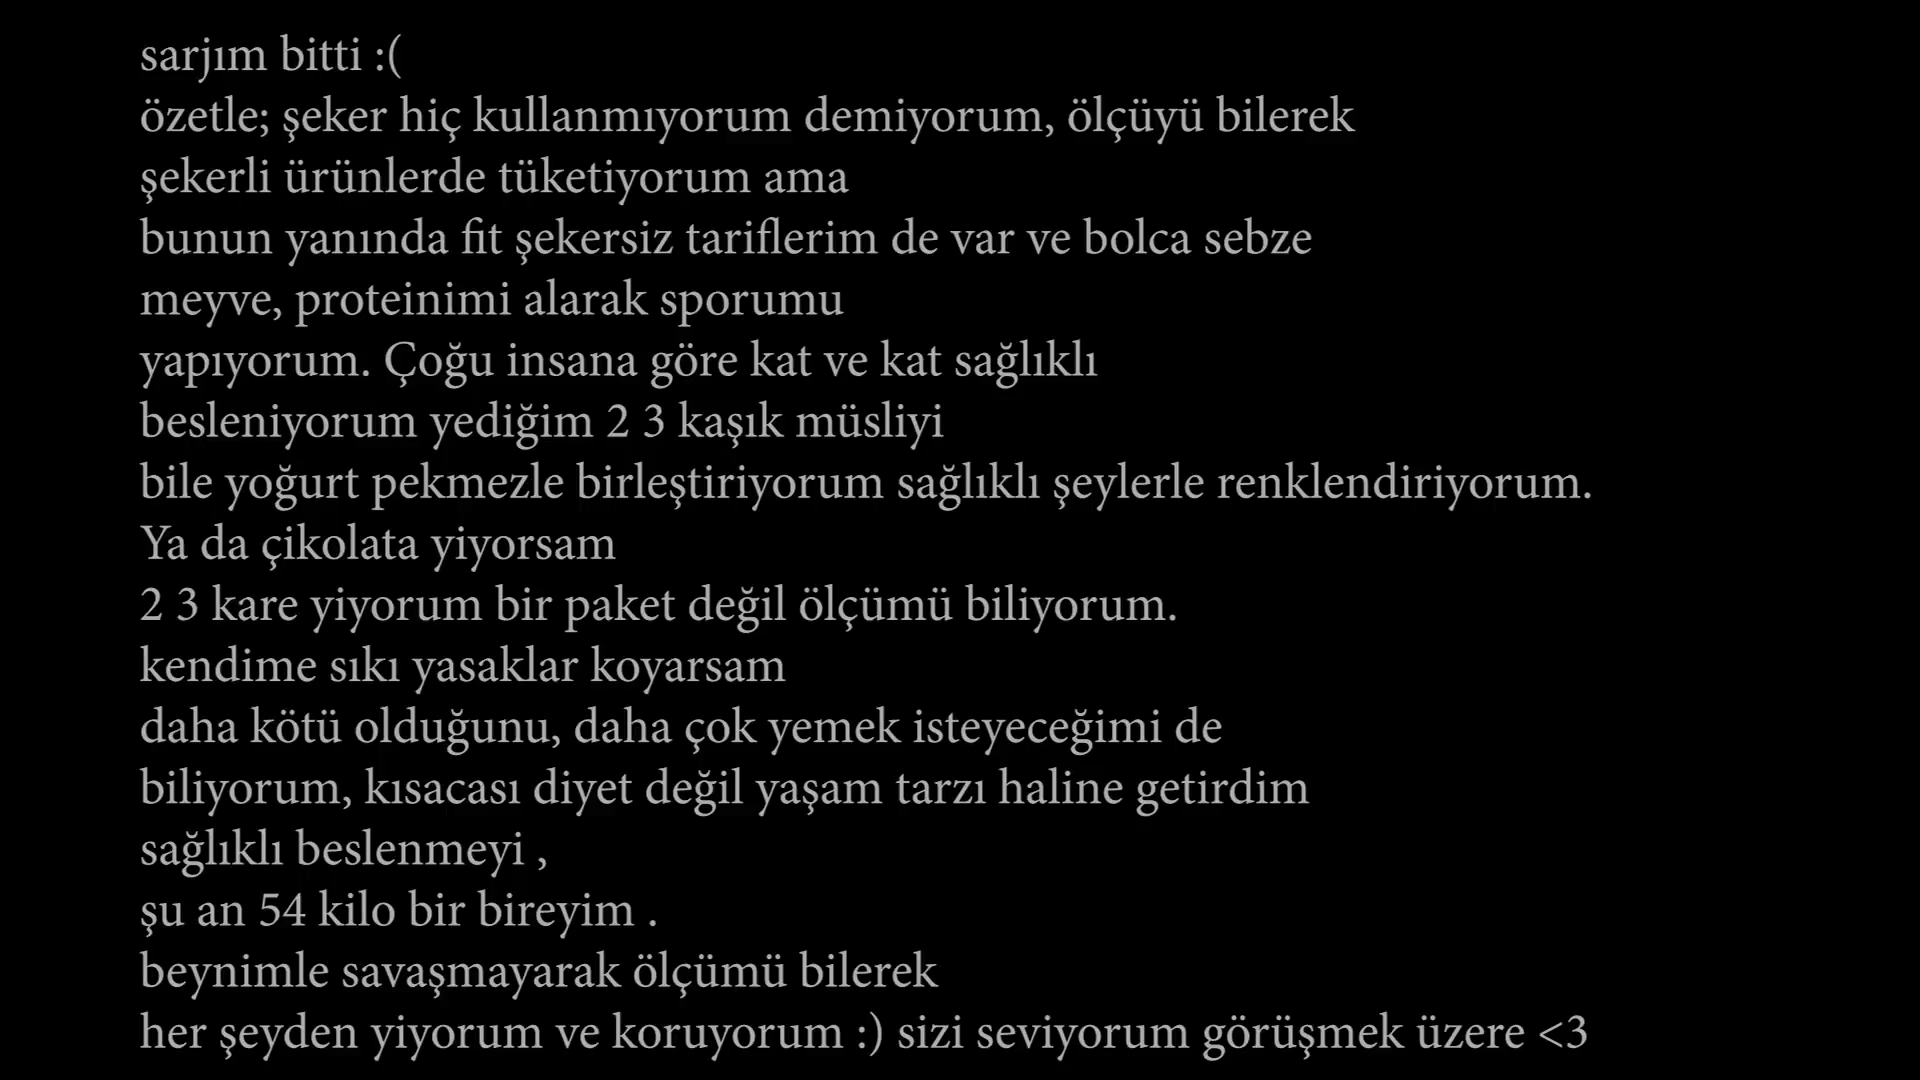 sarjım bitti :(
özetle; şeker hiç kullanmıyorum demiyorum, ölçüyü bilerek
şekerli ürünlerde tüketiyorum ama
bunun yanında fit şekersiz tariflerim de var ve bolca sebze
meyve, proteinimi alarak sporumu
yapıyorum. Çoğu insana göre kat ve kat sağlıklı
besleniyorum yediğim 2 3 kaşık müsliyi
bile yoğurt pekmezle birleştiriyorum sağlıklı şeylerle renklendiriyorum.
Ya da çikolata yiyorsam
2 3 kare yiyorum bir paket değil ölçümü biliyorum.
kendime sıkı yasaklar koyarsam
daha kötü olduğunu, daha çok yemek isteyeceğimi de
biliyorum, kısacası diyet değil yaşam tarzı haline getirdim
sağlıklı beslenmeyi ,
şu an 54 kilo bir bireyim .
beynimle savaşmayarak ölçümü bilerek
her şeyden yiyorum ve koruyorum :) sizi seviyorum görüşmek üzere <3